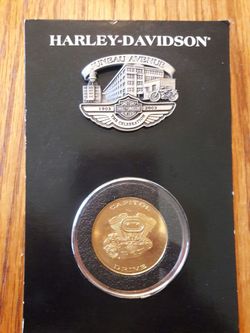 HARLEY-DAVIDSON®
JUNEAU AVENUE
1903 2003
CAPITOL
DRIVE